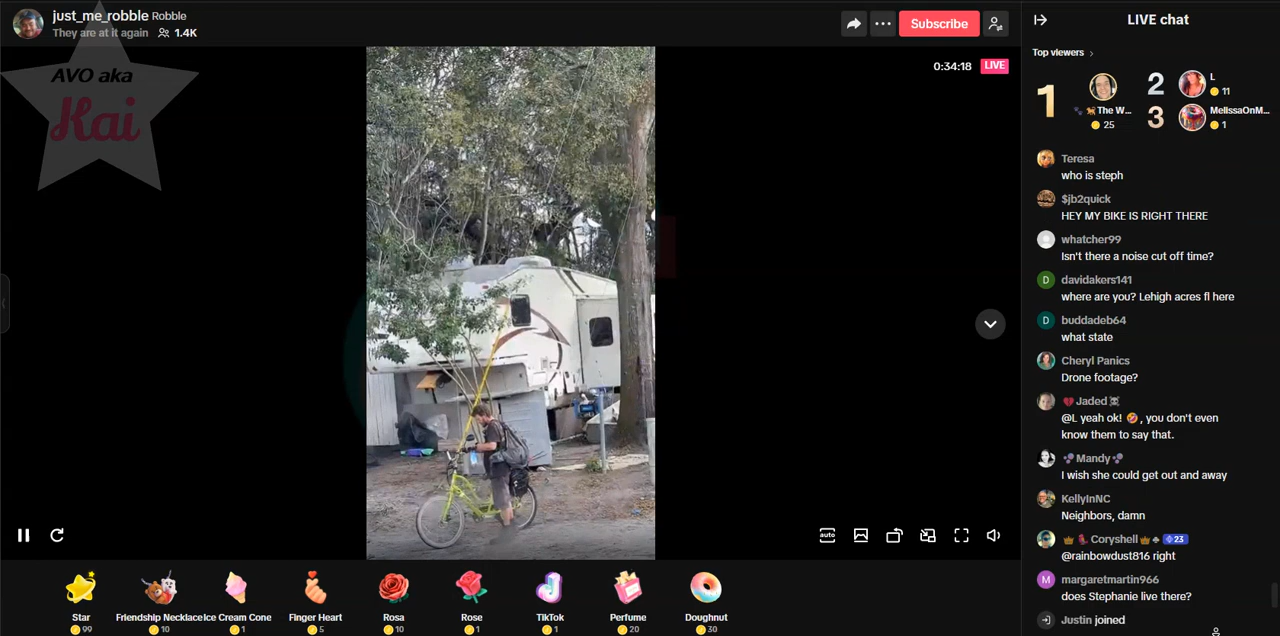 just_me_robble Robble
They are at it again 1.4K
Subscribe
LIVE chat
AVO aka
Kai
0:34:18 LIVE
Top viewers
1
🐾 🐕The W...
25
2
L
11
3
MelissaOnM...
1
Teresa
who is steph
$jb2quick
HEY MY BIKE IS RIGHT THERE
whatcher99
Isn't there a noise cut off time?
D
davidakers141
where are you? Lehigh acres fl here
D
buddadeb64
what state
Cheryl Panics
Drone footage?
💔Jaded☠
@L yeah ok! 🤣, you don't even
know them to say that.
Mandy
I wish she could get out and away
KellyInNC
Neighbors, damn
Coryshell 23
@rainbowdust816 right
M
margaretmartin966
does Stephanie live there?
Justin joined
auto
Star
99
Friendship Necklace
10
Ice Cream Cone
1
Finger Heart
5
Rosa
10
Rose
1
TikTok
1
Perfume
20
Doughnut
30